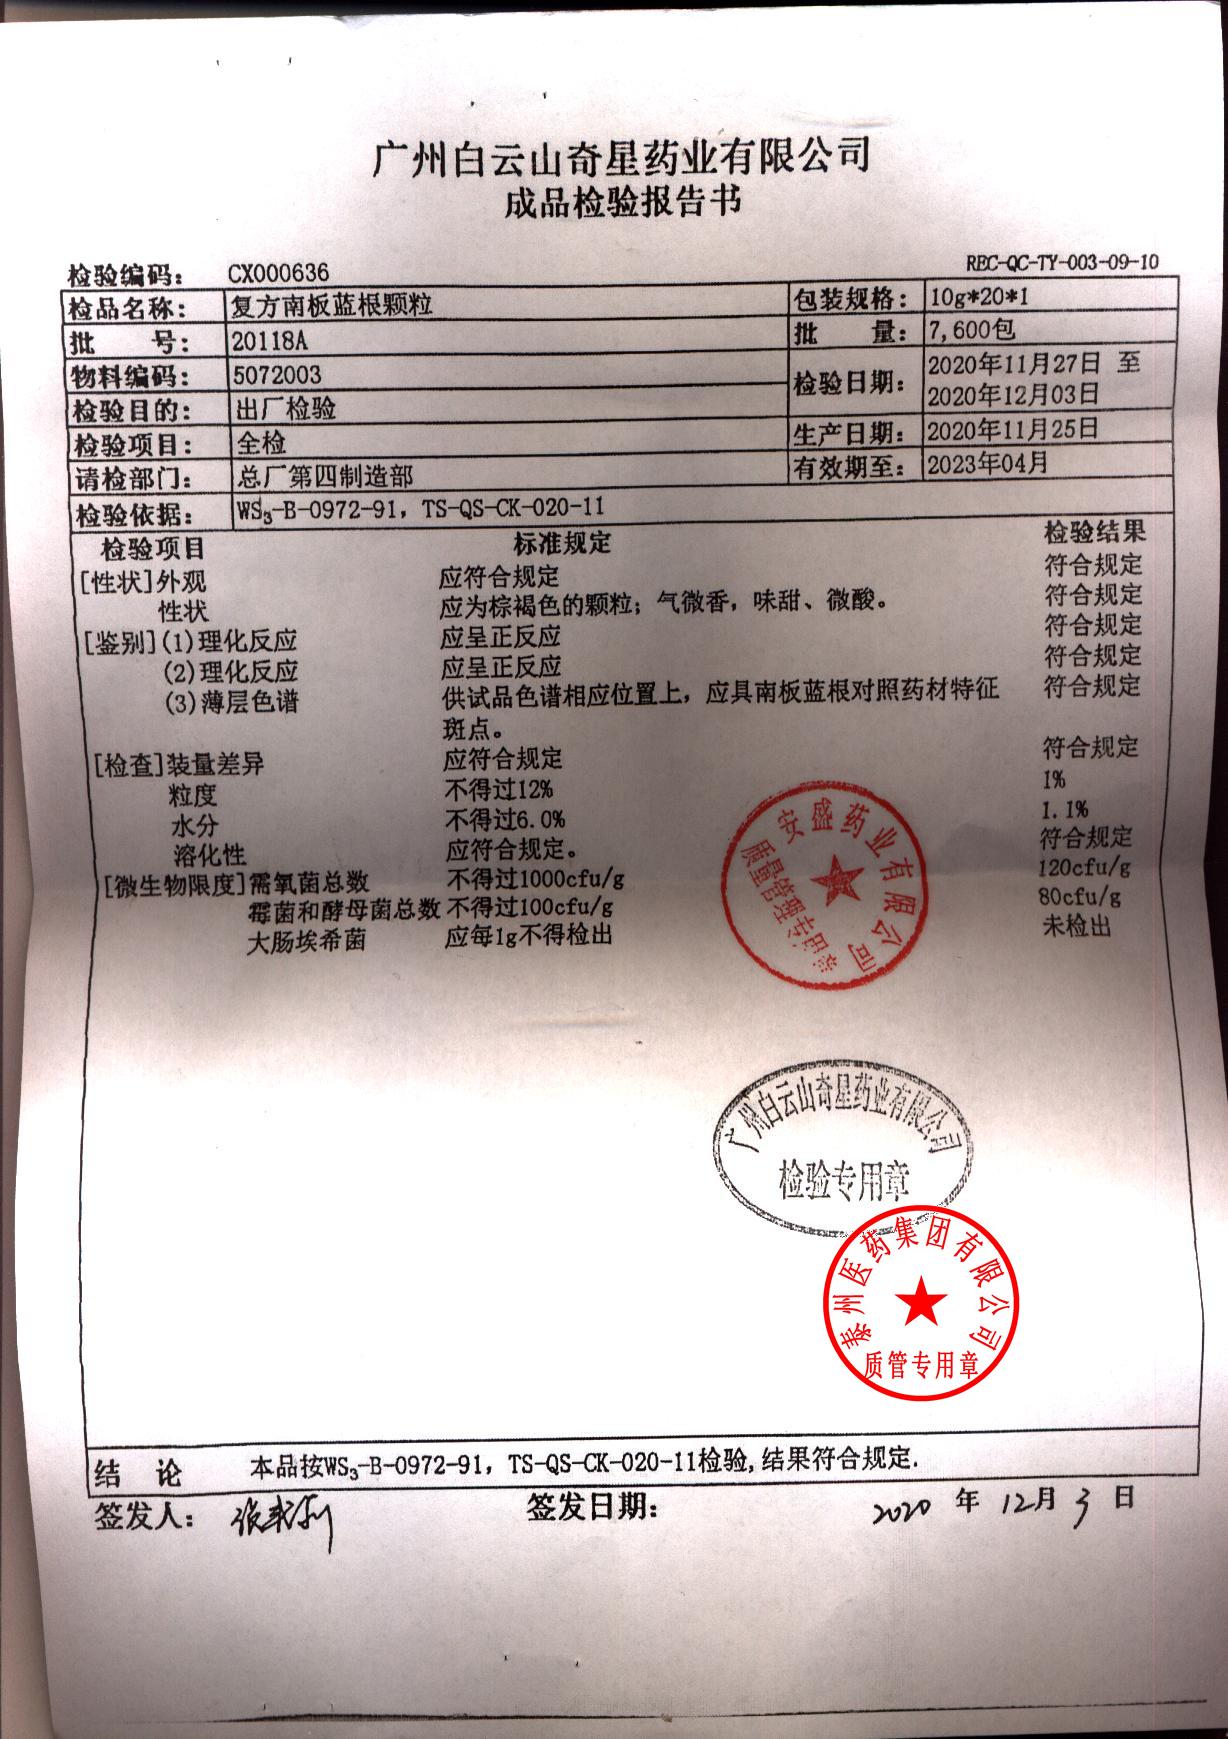 广州白云山奇星药业有限公司
成品检验报告书
REC-QC-TY-003-09-10
检验编码： CX000636
检品名称： 复方南板蓝根颗粒 包装规格： 10g*20*1
批 号： 20118A 批 量： 7,600包
物料编码： 5072003 检验日期： 2020年11月27日 至
2020年12月03日
检验目的： 出厂检验
检验项目： 全检 生产日期： 2020年11月25日
请检部门： 总厂第四制造部 有效期至： 2023年04月
检验依据： WS3-B-0972-91, TS-QS-CK-020-11
检验项目 标准规定 检验结果
[性状]外观 应符合规定 符合规定
性状 应为棕褐色的颗粒；气微香，味甜、微酸。 符合规定
[鉴别](1)理化反应 应呈正反应 符合规定
(2)理化反应 应呈正反应 符合规定
(3)薄层色谱 供试品色谱相应位置上，应具南板蓝根对照药材特征 符合规定
斑点。
[检查]装量差异 应符合规定 符合规定
粒度 不得过12% 1%
水分 不得过6.0% 1.1%
溶化性 应符合规定。 符合规定
[微生物限度]需氧菌总数 不得过1000cfu/g 120cfu/g
霉菌和酵母菌总数 不得过100cfu/g 80cfu/g
大肠埃希菌 应每1g不得检出 未检出
安盛药业有限公司
质量管理专用章
广州白云山奇星药业有限公司
检验专用章
泰州医药集团有限公司
质管专用章
结 论 本品按WS3-B-0972-91, TS-QS-CK-020-11检验,结果符合规定.
签发人： 签发日期： 2020 年 12月 3 日